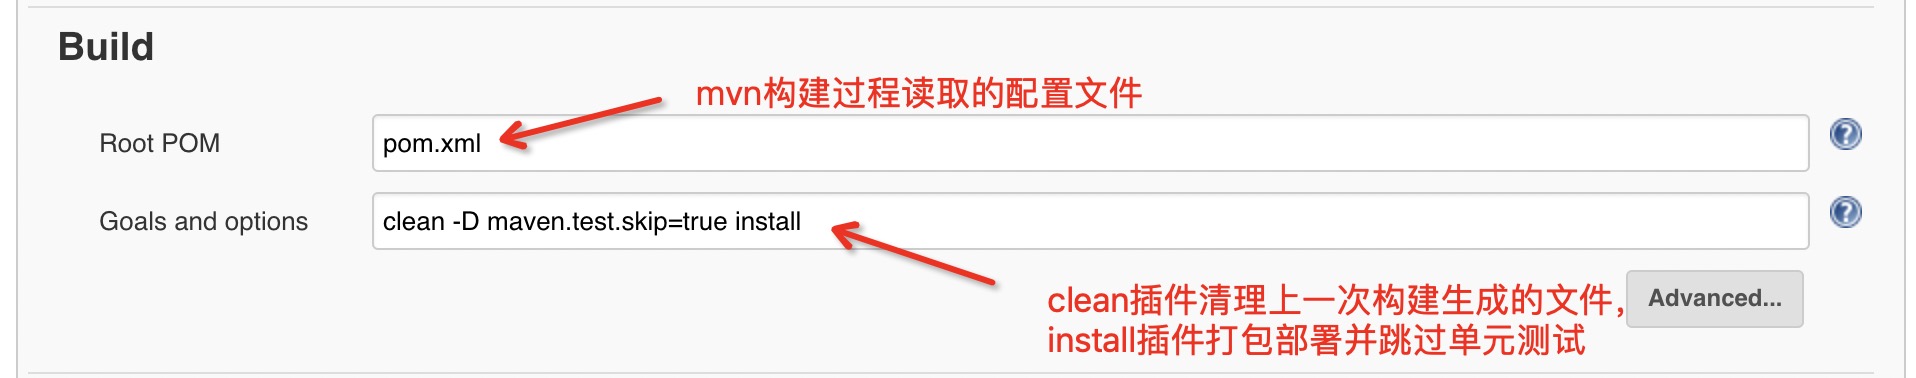 Build
mvn构建过程读取的配置文件
Root POM
pom.xml
Goals and options
clean -D maven.test.skip=true install
clean插件清理上一次构建生成的文件,
install插件打包部署并跳过单元测试
Advanced...